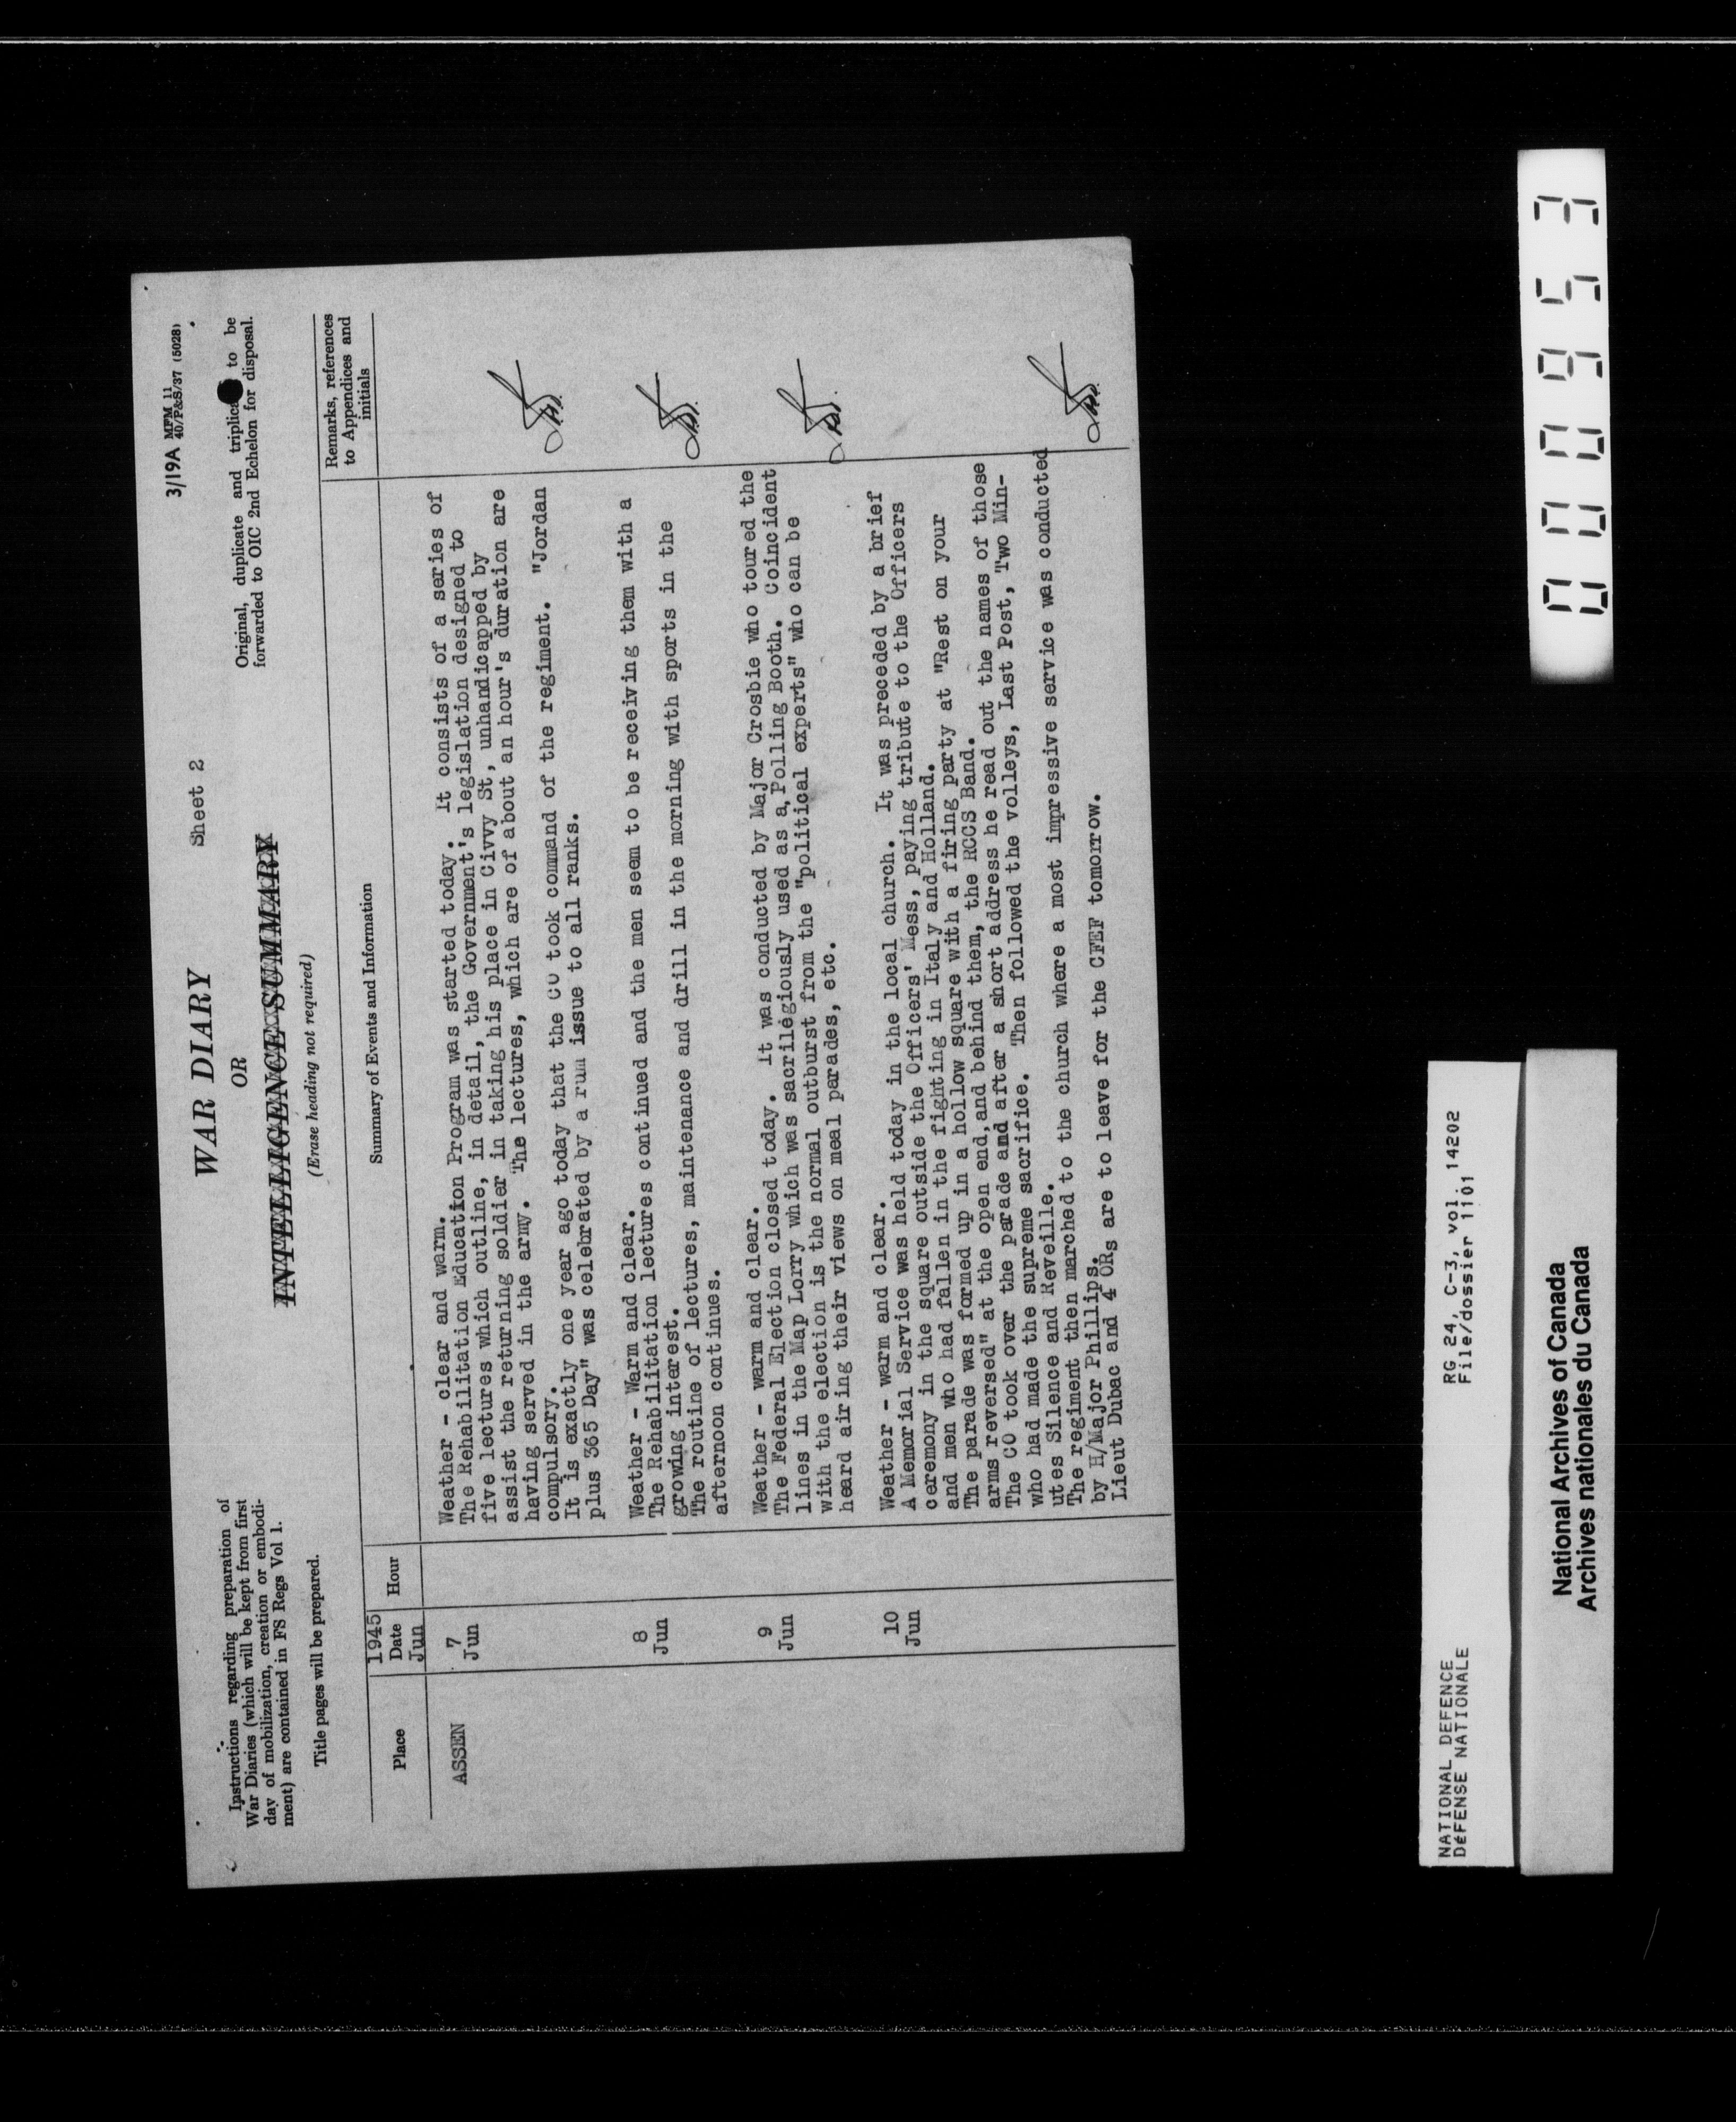 3/19A MFM 11
40/P&S/37 (5028)
WAR DIARY Sheet 2
OR
INTELLIGENCE SUMMARY
(Erase heading not required)
Instructions regarding preparation of
War Diaries (which will be kept from first
day of mobilization, creation or embodi-
ment) are contained in FS Regs Vol 1.
Title pages will be prepared.
Original, duplicate and triplica to be
forwarded to OIC 2nd Echelon for disposal.
Place
1945
Date
Jun
Hour
Summary of Events and Information
Remarks, references
to Appendices and
initials
ASSEN
7
Jun
Weather - clear and warm.
The Rehabilitation Education Program was started today. It consists of a series of
five lectures which outline, in detail, the Government's legislation designed to
assist the returning soldier in taking his place in Civvy St, unhandicapped by
having served in the army. The lectures, which are of about an hour's duration are
compulsory.
It is exactly one year ago today that the CO took command of the regiment. "Jordan
plus 365 Day" was celebrated by a rum issue to all ranks.
8
Jun
Weather - Warm and clear.
The Rehabilitation lectures continued and the men seem to be receiving them with a
growing interest.
The routine of lectures, maintenance and drill in the morning with sports in the
afternoon continues.
9
Jun
Weather - warm and clear.
The Federal Election closed today. It was conducted by Major Crosbie who toured the
lines in the Map Lorry which was sacrilegiously used as a Polling Booth. Coincident
with the election is the normal outburst from the "political experts" who can be
heard airing their views on meal parades, etc.
10
Jun
Weather - warm and clear.
A Memorial Service was held today in the local church. It was preceded by a brief
ceremony in the square outside the Officers' Mess, paying tribute to the Officers
and men who had fallen in the fighting in Italy and Holland.
The parade was formed up in a hollow square with a firing party at "Rest on your
arms reversed" at the open end, and behind them, the RCCS Band.
The CO took over the parade and after a short address he read out the names of those
who had made the supreme sacrifice. Then followed the volleys, Last Post, Two Min-
utes Silence and Reveille.
The regiment then marched to the church where a most impressive service was conducted
by H/Major Phillips.
Lieut Dubac and 4 ORs are to leave for the CFEF tomorrow.
000953
NATIONAL DEFENCE
DéFENSE NATIONALE
RG 24, C-3, vol. 14202
File/dossier 1101
National Archives of Canada
Archives nationales du Canada